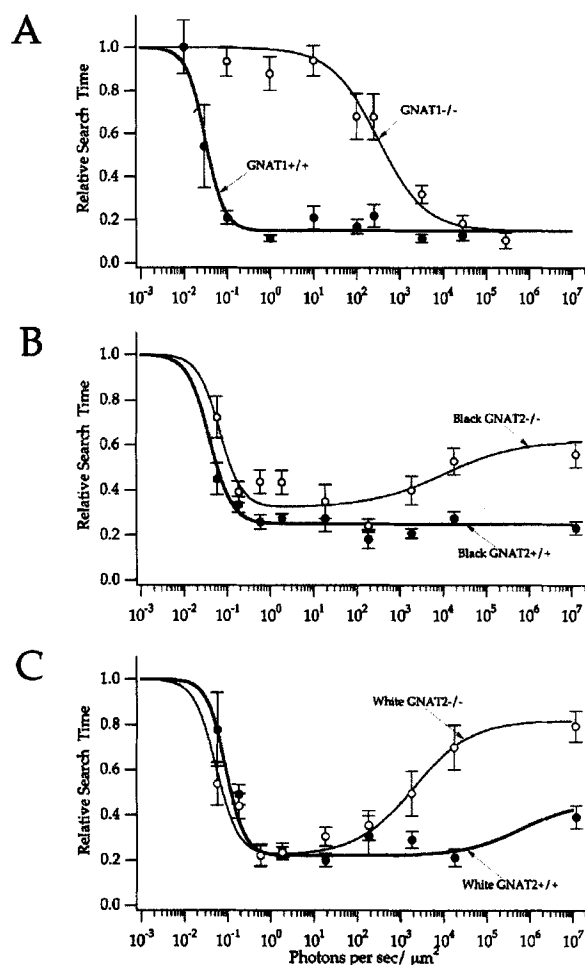 A
Relative Search Time
1.0
0.8
0.6
0.4
0.2
0.0
GNAT1-/-
GNAT1+/+
10⁻³ 10⁻² 10⁻¹ 10⁰ 10¹ 10² 10³ 10⁴ 10⁵ 10⁶ 10⁷
B
Relative Search Time
1.0
0.8
0.6
0.4
0.2
0.0
Black GNAT2-/-
Black GNAT2+/+
10⁻³ 10⁻² 10⁻¹ 10⁰ 10¹ 10² 10³ 10⁴ 10⁵ 10⁶ 10⁷
C
Relative Search Time
1.0
0.8
0.6
0.4
0.2
0.0
White GNAT2-/-
White GNAT2+/+
10⁻³ 10⁻² 10⁻¹ 10⁰ 10¹ 10² 10³ 10⁴ 10⁵ 10⁶ 10⁷
Photons per sec/ μm²